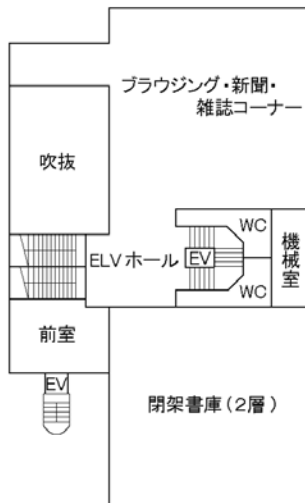 ブラウジング・新聞・
雑誌コーナー
吹抜
WC
機械室
ELVホール
EV
WC
前室
EV
閉架書庫(2層)